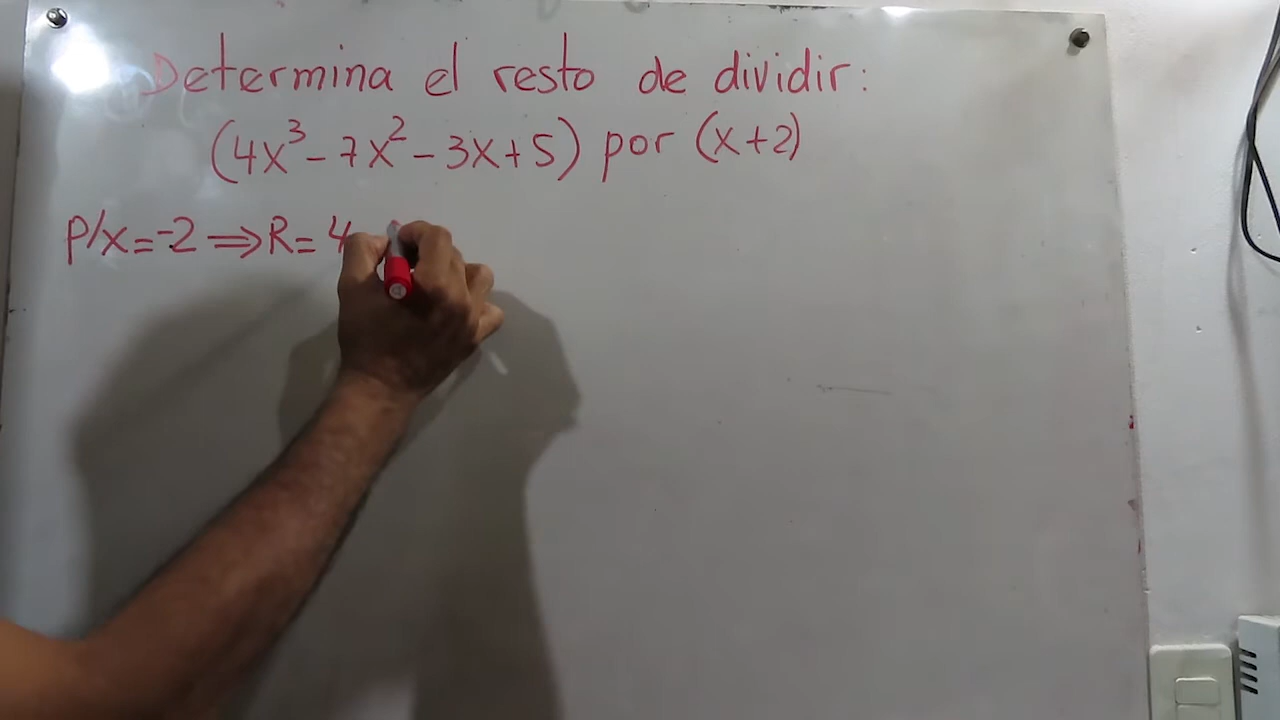 Determina el resto de dividir:
(4x³-7x²-3x+5) por (x+2)
p/x=-2⇒R=4